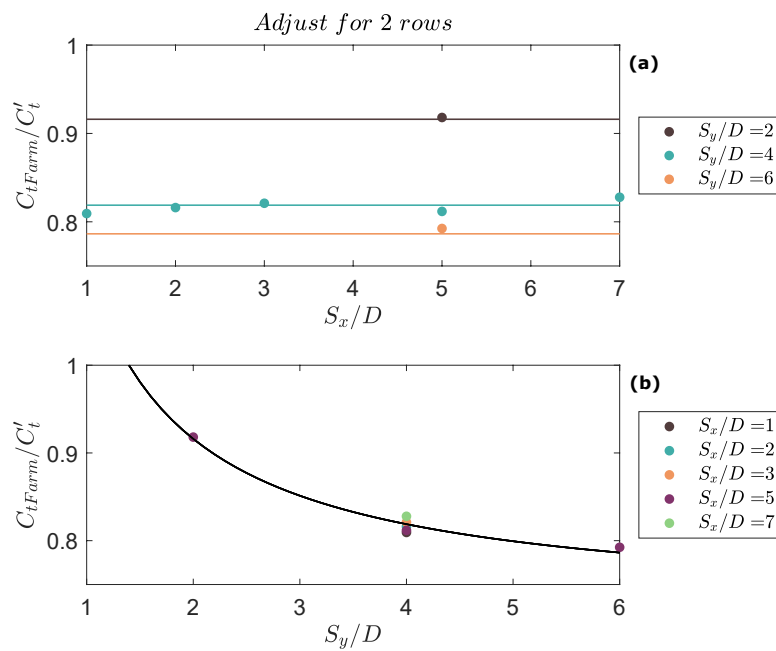 Adjust for 2 rows
(a)
1
0.9
0.8
C_{tFarm}/C'_t
1 2 3 4 5 6 7
S_x/D
S_y/D =2
S_y/D =4
S_y/D =6
(b)
1
0.9
0.8
C_{tFarm}/C'_t
1 2 3 4 5 6
S_y/D
S_x/D =1
S_x/D =2
S_x/D =3
S_x/D =5
S_x/D =7